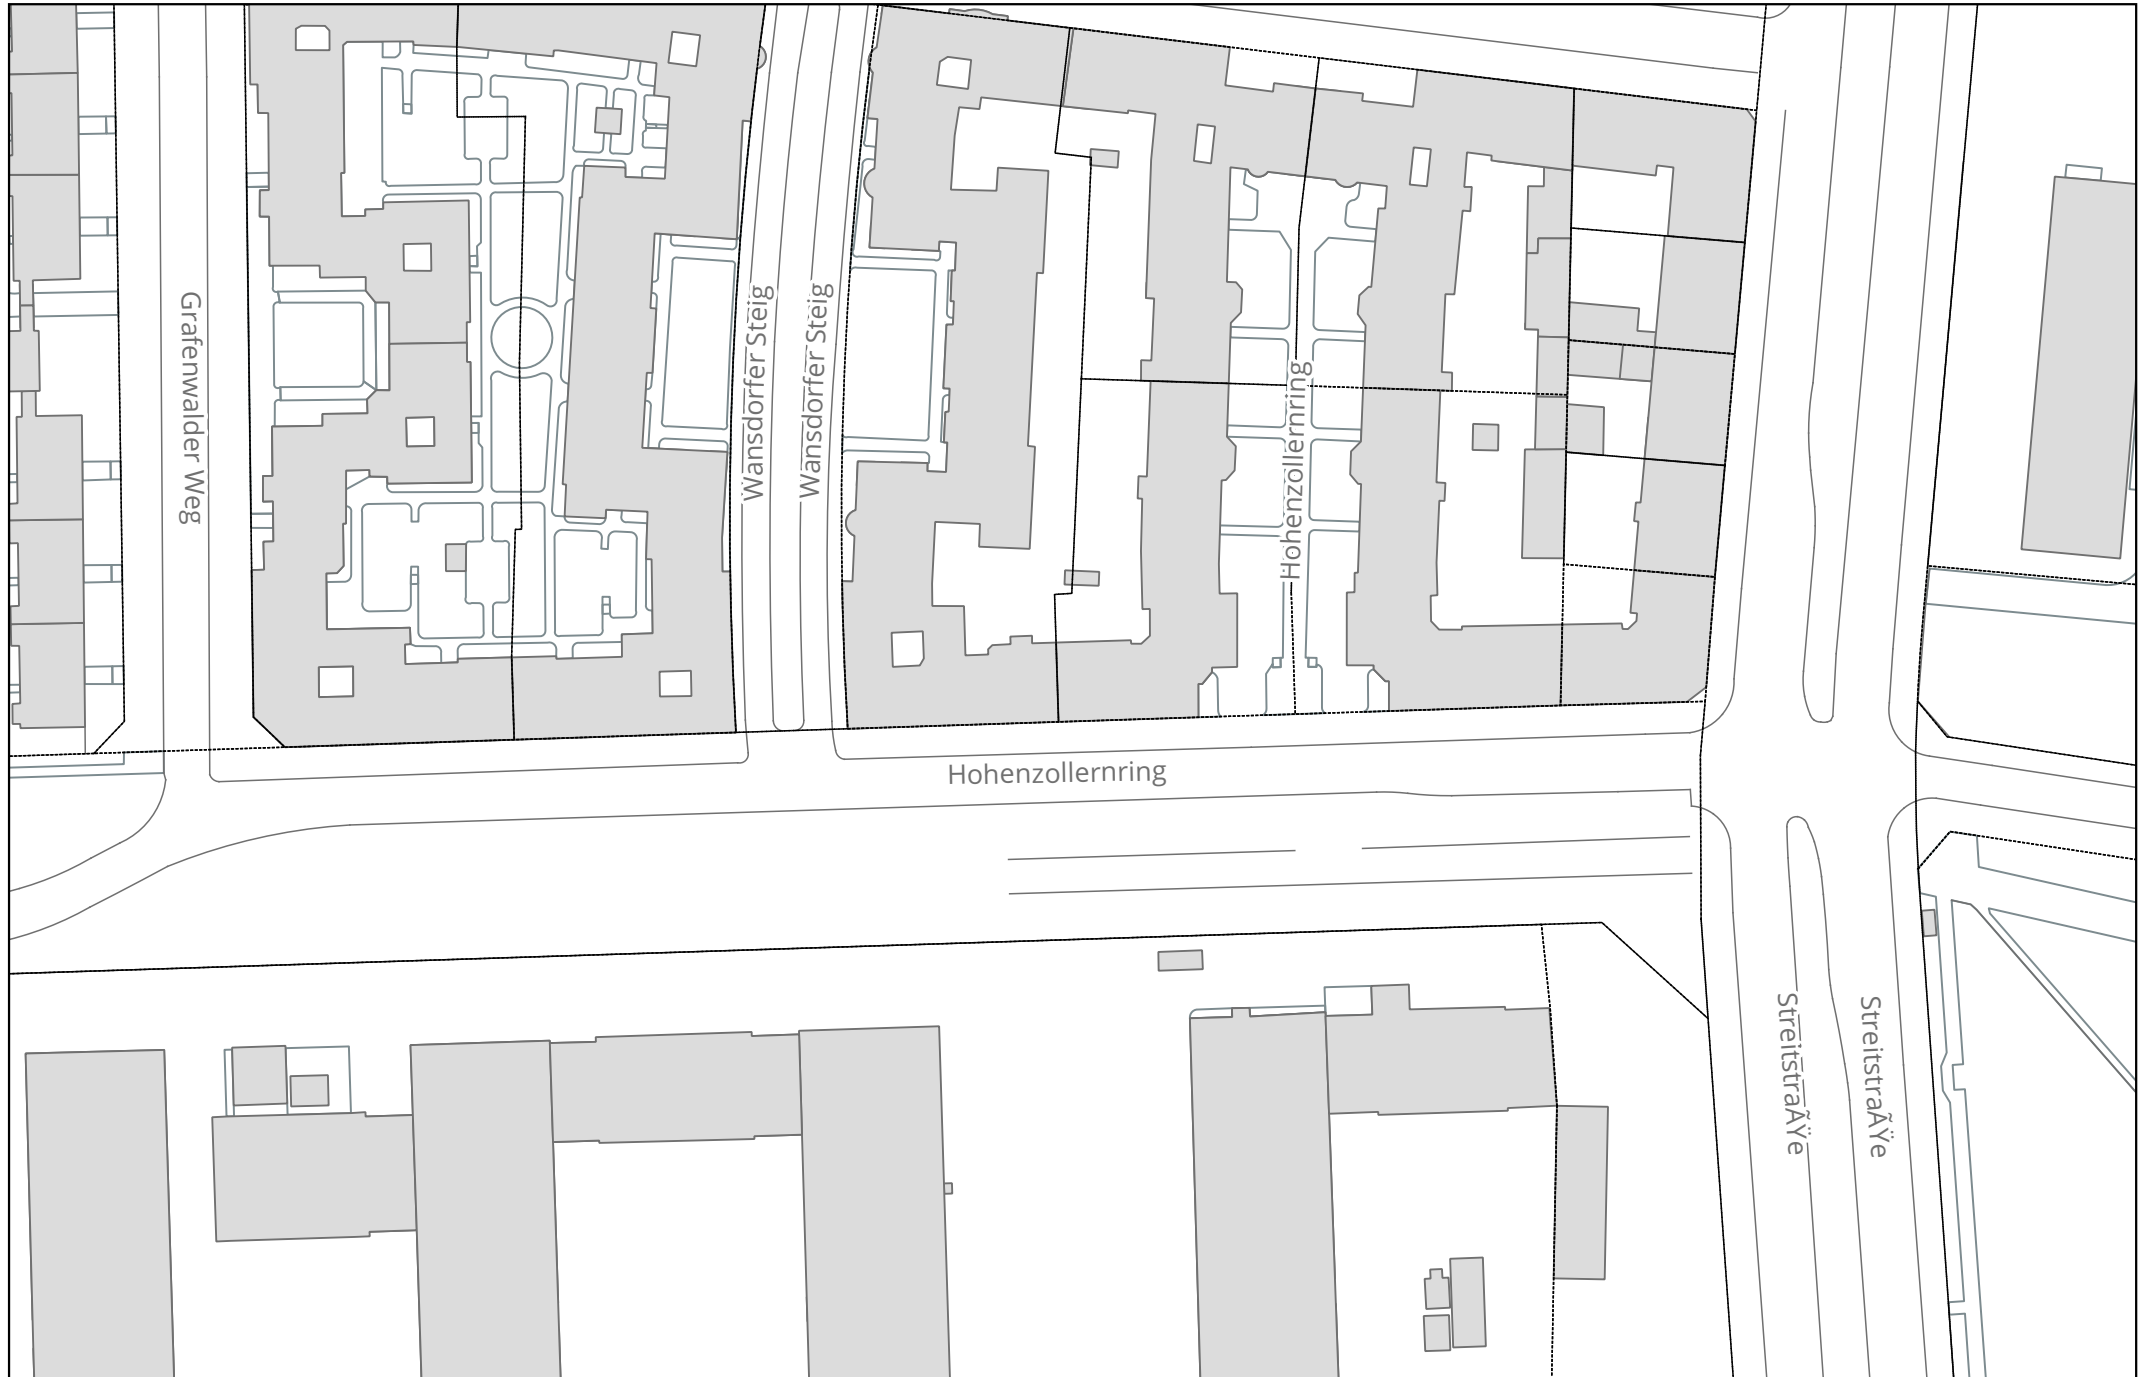 Grafenwalder Weg
Wansdorfer Steig
Wansdorfer Steig
Hohenzollernring
Hohenzollernring
StreitstraÃŸe
StreitstraÃŸe